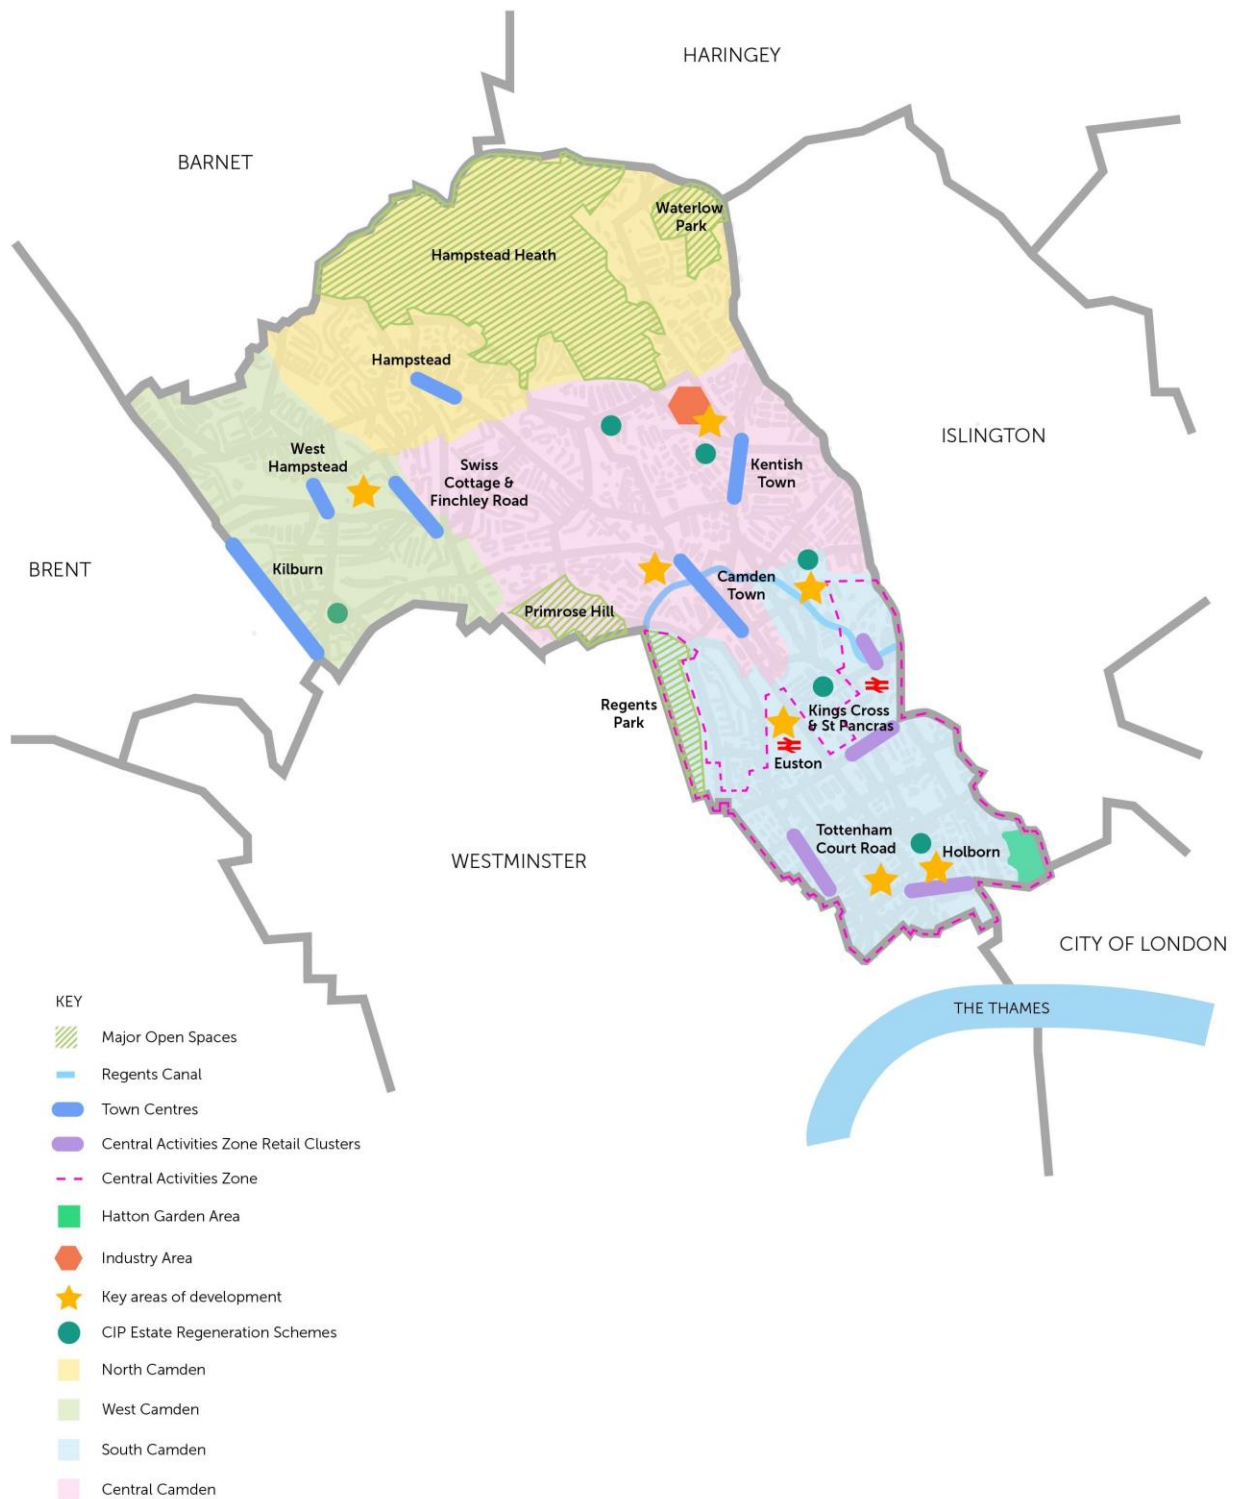 HARINGEY
BARNET
Waterlow
Park
Hampstead Heath
Hampstead
ISLINGTON
West
Hampstead
Swiss
Cottage &
Finchley Road
Kentish
Town
BRENT
Kilburn
Camden
Town
Primrose Hill
Regents
Park
Kings Cross
& St Pancras
Euston
Tottenham
Court Road
Holborn
WESTMINSTER
CITY OF LONDON
THE THAMES
KEY
Major Open Spaces
Regents Canal
Town Centres
Central Activities Zone Retail Clusters
Central Activities Zone
Hatton Garden Area
Industry Area
Key areas of development
CIP Estate Regeneration Schemes
North Camden
West Camden
South Camden
Central Camden